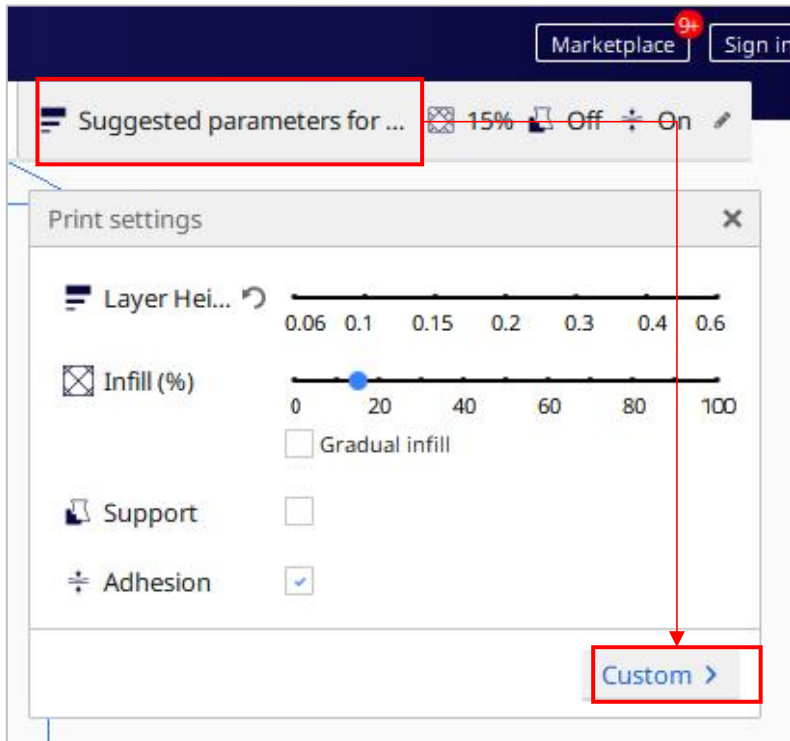 Marketplace 9+ Sign in
Suggested parameters for ... 15% Off On
Print settings
Layer Hei...
0.06 0.1 0.15 0.2 0.3 0.4 0.6
Infill (%)
0 20 40 60 80 100
Gradual infill
Support
Adhesion
Custom